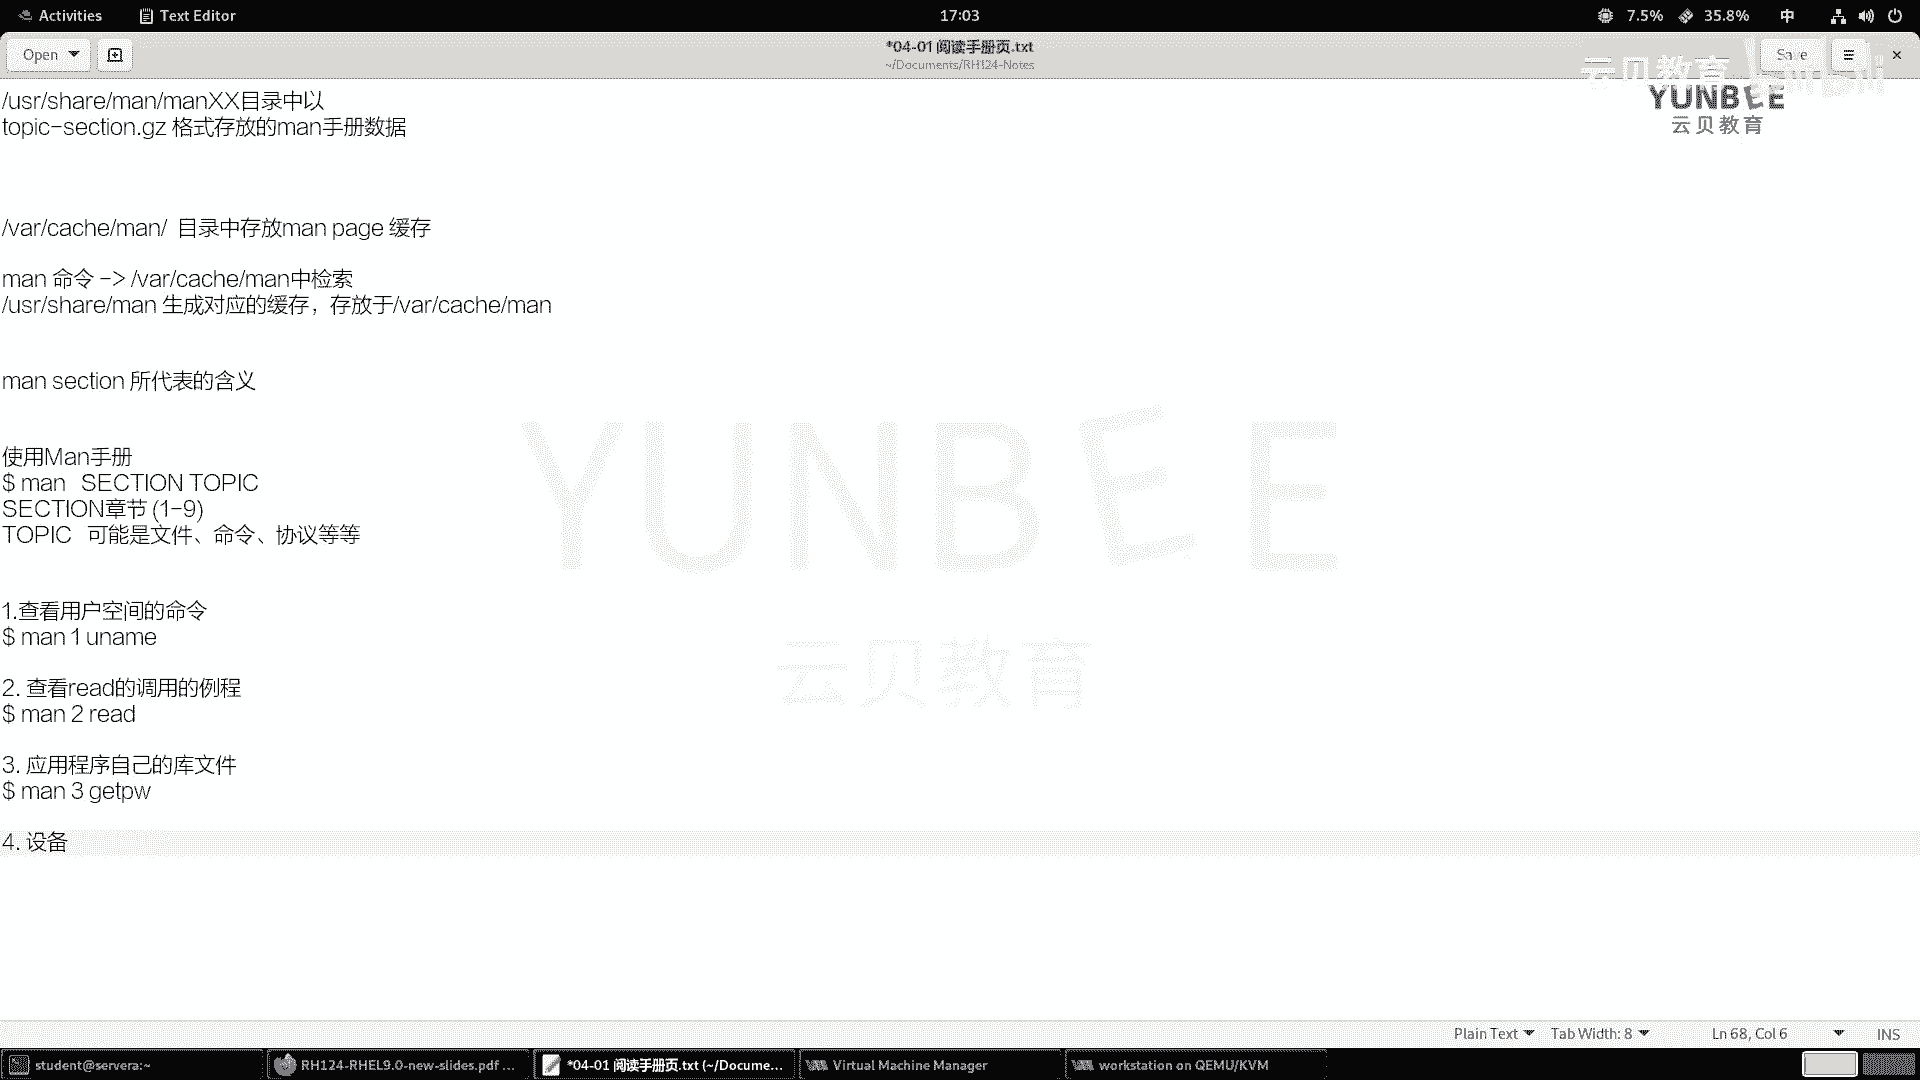 Activities Text Editor 17:03 7.5% 35.8% 中
Open *04-01 阅读手册页.txt Save
~/Documents/RH124-Notes
云贝教育
YUNBEE
云贝教育
/usr/share/man/manXX目录中以
topic-section.gz 格式存放的man手册数据
/var/cache/man/ 目录中存放man page 缓存
man 命令 -> /var/cache/man中检索
/usr/share/man 生成对应的缓存，存放于/var/cache/man
man section 所代表的含义
使用Man手册
$ man SECTION TOPIC
SECTION章节 (1-9)
TOPIC 可能是文件、命令、协议等等
YUNBEE
云贝教育
1.查看用户空间的命令
$ man 1 uname
2. 查看read的调用的例程
$ man 2 read
3. 应用程序自己的库文件
$ man 3 getpw
4. 设备
Plain Text Tab Width: 8 Ln 68, Col 6 INS
student@servera:~ RH124-RHEL9.0-new-slides.pdf ... *04-01 阅读手册页.txt (~/Docume... Virtual Machine Manager workstation on QEMU/KVM